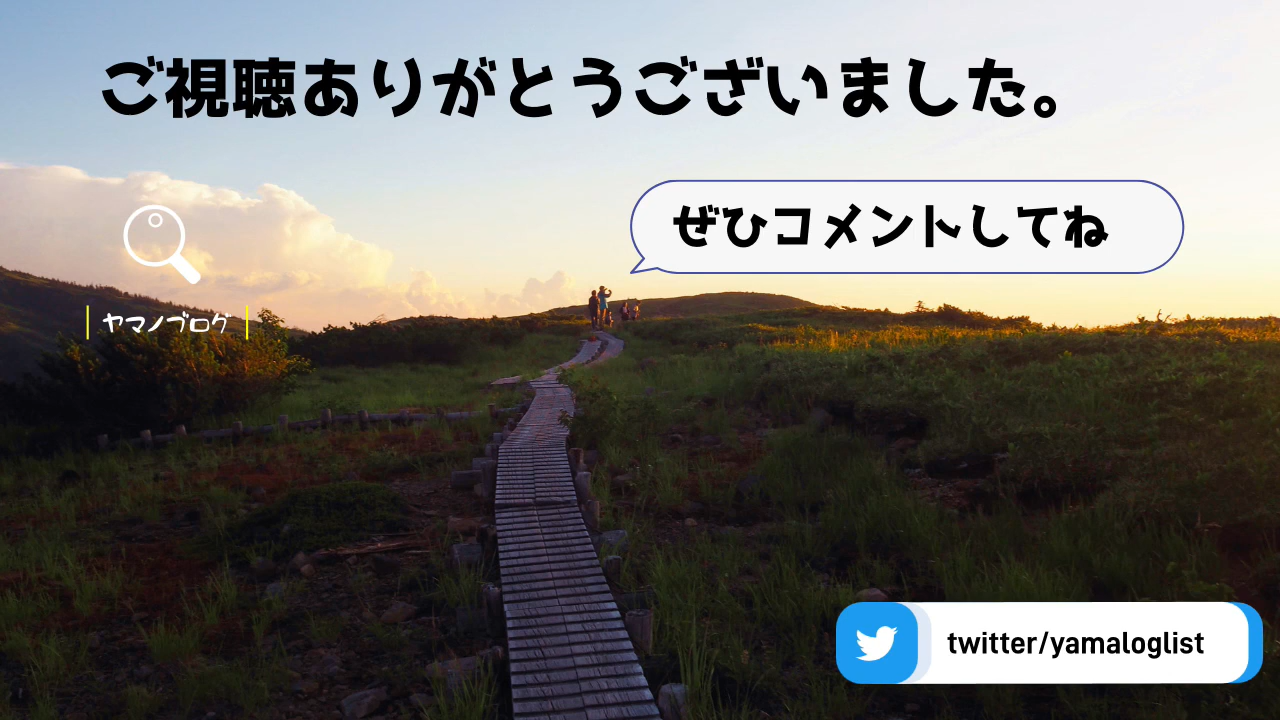 ご視聴ありがとうございました。
ぜひコメントしてね
ヤマノブログ
twitter/yamaloglist